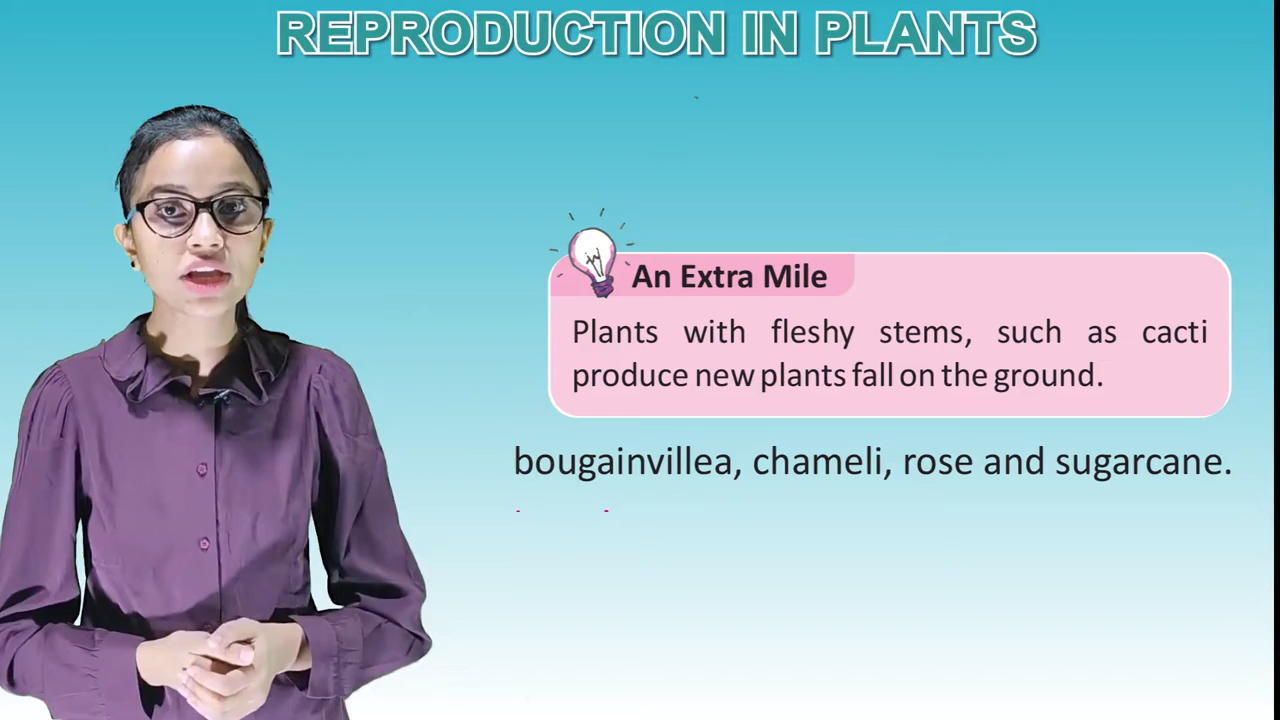 REPRODUCTION IN PLANTS
An Extra Mile
Plants with fleshy stems, such as cacti
produce new plants fall on the ground.
bougainvillea, chameli, rose and sugarcane.